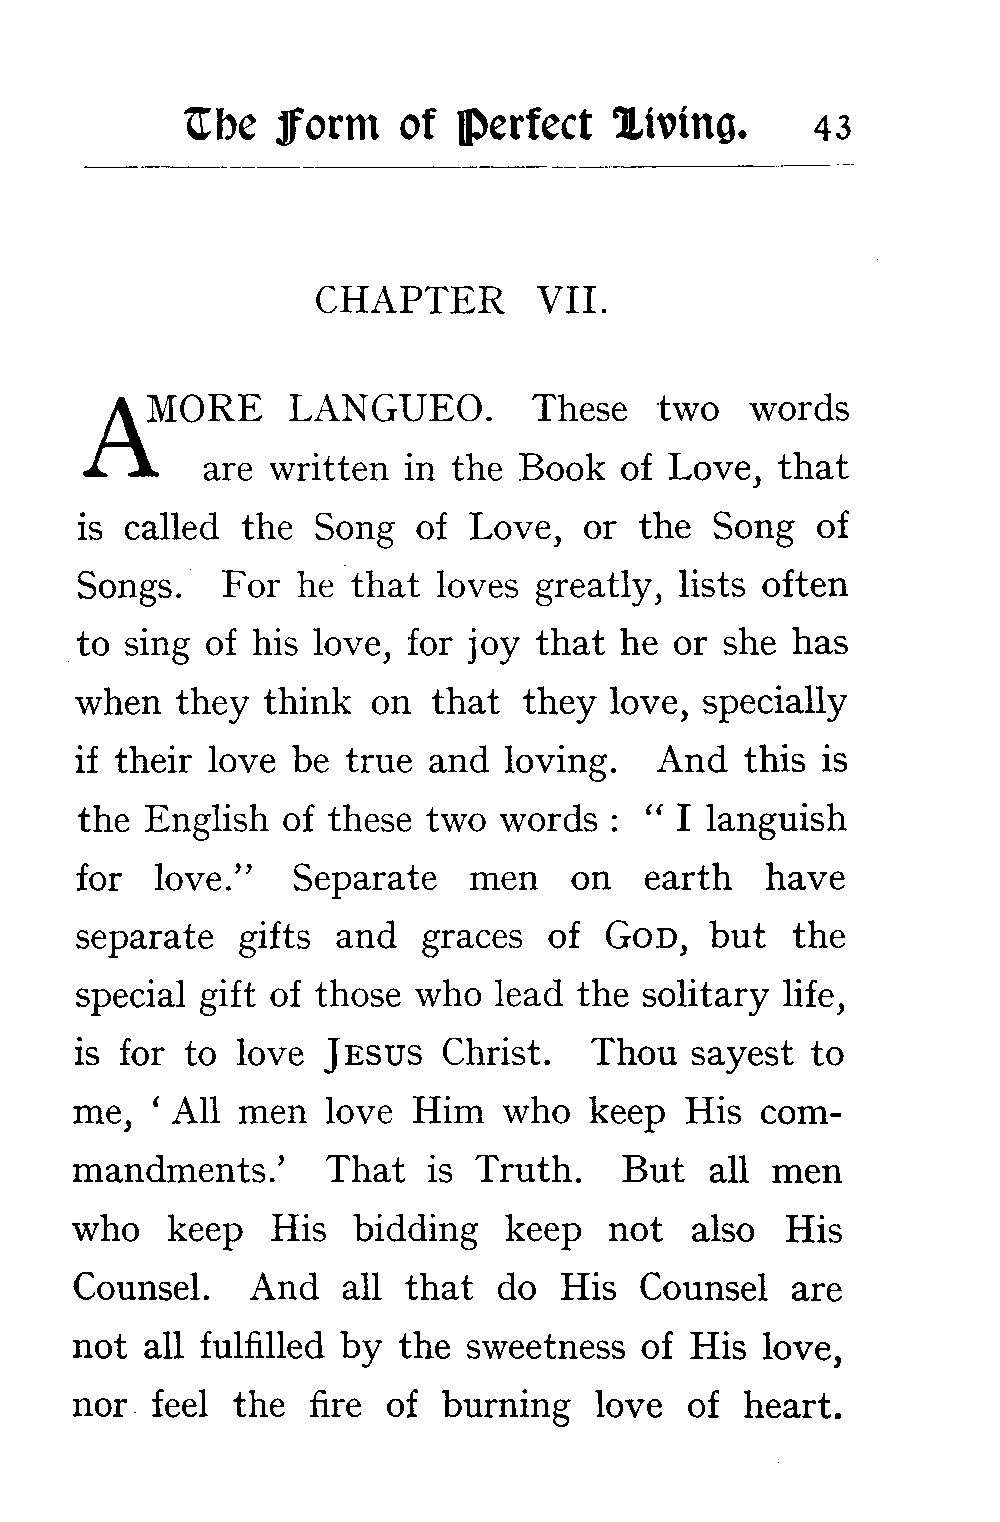 The Form of Perfect Living. 43
CHAPTER VII.
AMORE LANGUEO. These two words
are written in the Book of Love, that
is called the Song of Love, or the Song of
Songs. For he that loves greatly, lists often
to sing of his love, for joy that he or she has
when they think on that they love, specially
if their love be true and loving. And this is
the English of these two words : “ I languish
for love.” Separate men on earth have
separate gifts and graces of GOD, but the
special gift of those who lead the solitary life,
is for to love JESUS Christ. Thou sayest to
me, ‘ All men love Him who keep His com-
mandments.’ That is Truth. But all men
who keep His bidding keep not also His
Counsel. And all that do His Counsel are
not all fulfilled by the sweetness of His love,
nor feel the fire of burning love of heart.